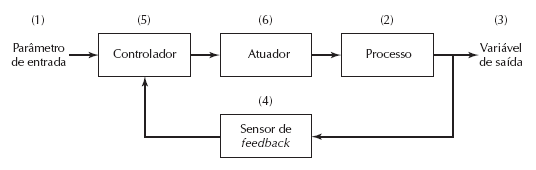 (1) (5) (6) (2) (3)
Parâmetro
de entrada
Controlador
Atuador
Processo
Variável
de saída
(4)
Sensor de
feedback